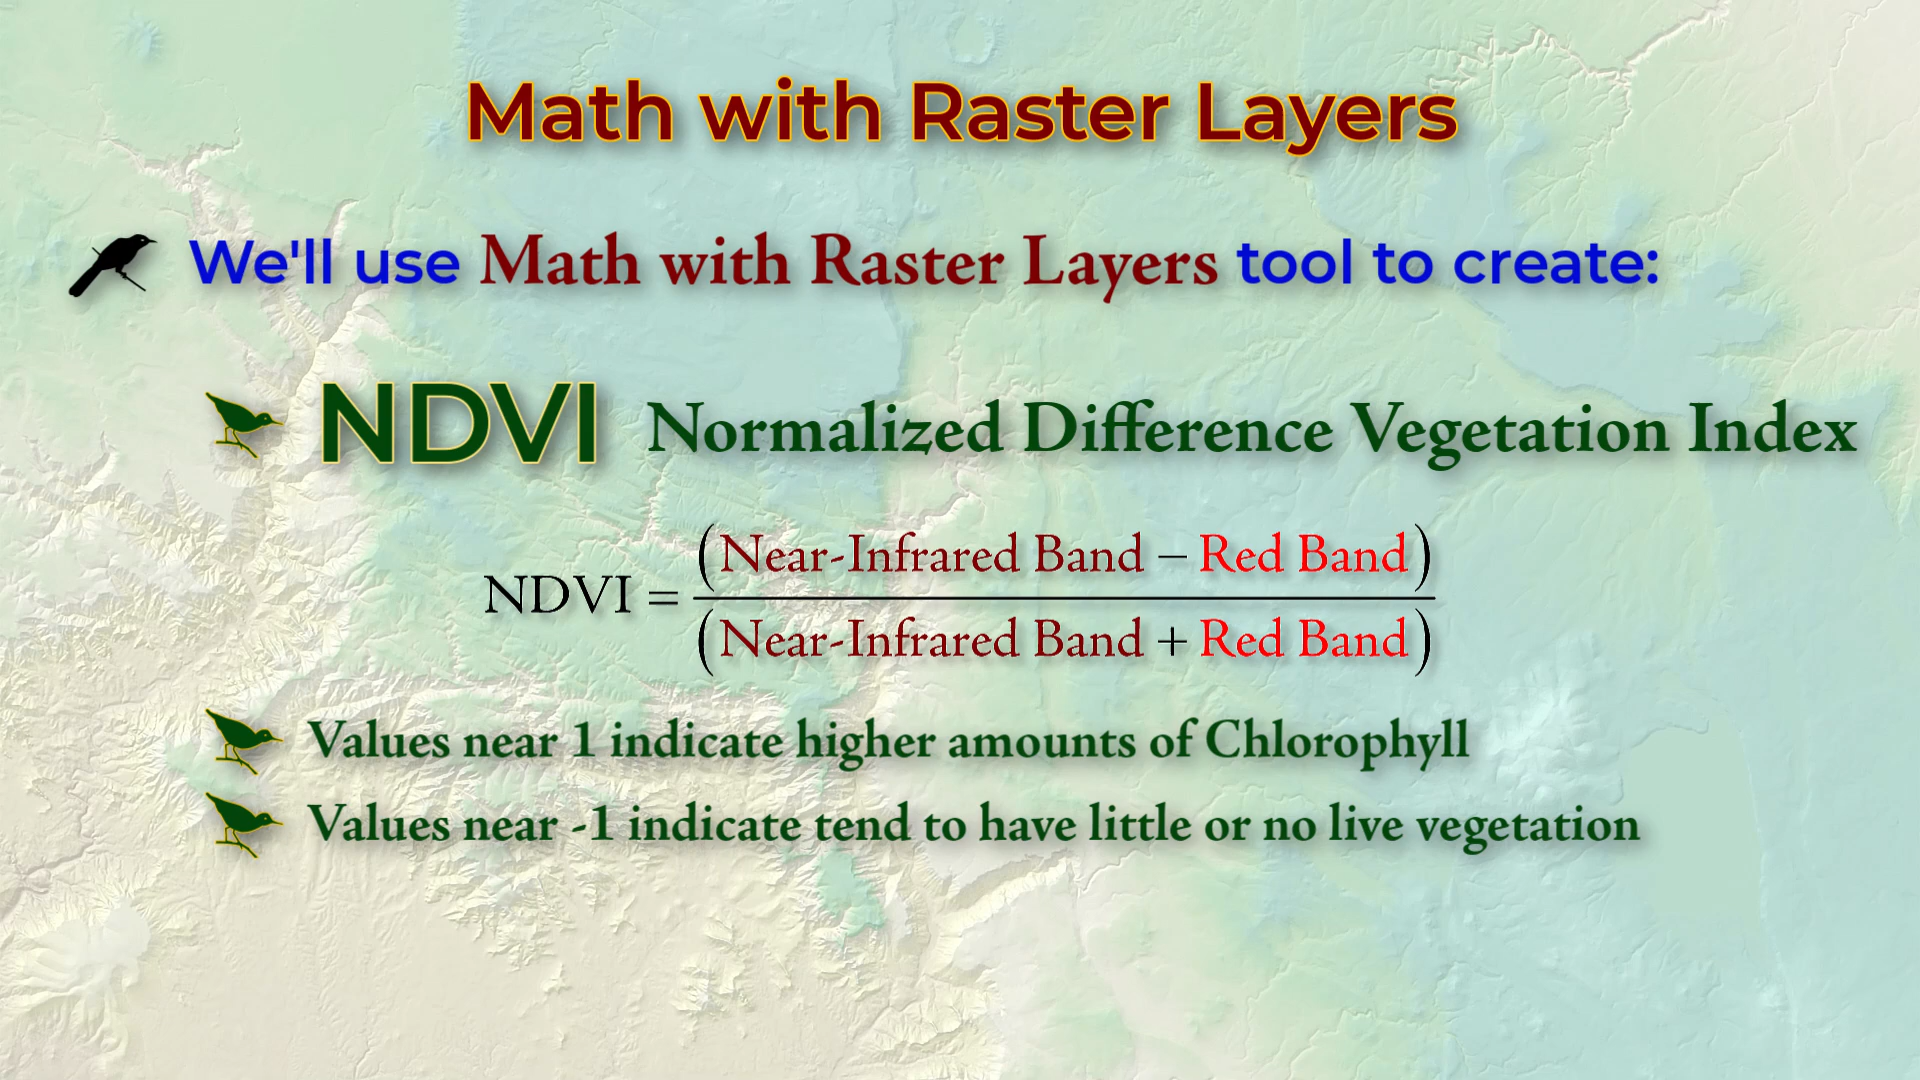 Math with Raster Layers
We'll use Math with Raster Layers tool to create:
NDVI Normalized Difference Vegetation Index
NDVI = (Near-Infrared Band − Red Band)
(Near-Infrared Band + Red Band)
Values near 1 indicate higher amounts of Chlorophyll
Values near -1 indicate tend to have little or no live vegetation